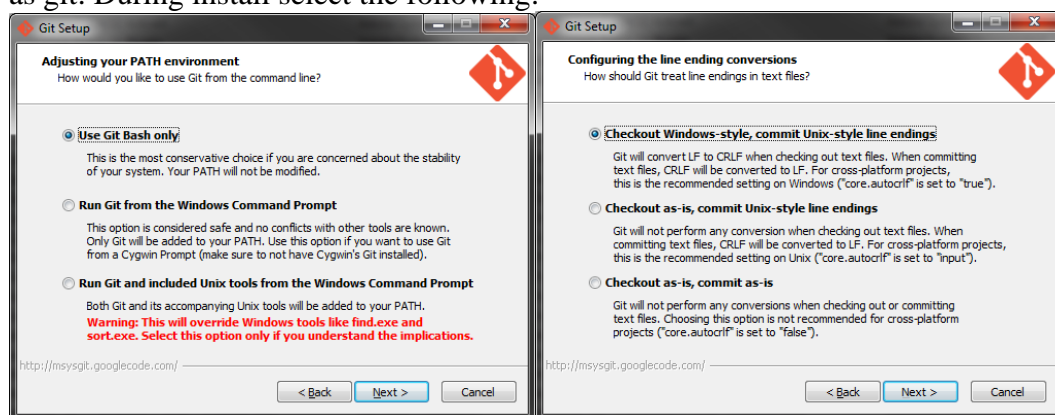 as git. During install select the following:
Git Setup
Adjusting your PATH environment
How would you like to use Git from the command line?
Use Git Bash only
This is the most conservative choice if you are concerned about the stability
of your system. Your PATH will not be modified.
Run Git from the Windows Command Prompt
This option is considered safe and no conflicts with other tools are known.
Only Git will be added to your PATH. Use this option if you want to use Git
from a Cygwin Prompt (make sure to not have Cygwin's Git installed).
Run Git and included Unix tools from the Windows Command Prompt
Both Git and its accompanying Unix tools will be added to your PATH.
Warning: This will override Windows tools like find.exe and
sort.exe. Select this option only if you understand the implications.
http://msysgit.googlecode.com/
< Back
Next >
Cancel
Git Setup
Configuring the line ending conversions
How should Git treat line endings in text files?
Checkout Windows-style, commit Unix-style line endings
Git will convert LF to CRLF when checking out text files. When committing
text files, CRLF will be converted to LF. For cross-platform projects,
this is the recommended setting on Windows ("core.autocrlf" is set to "true").
Checkout as-is, commit Unix-style line endings
Git will not perform any conversion when checking out text files. When
committing text files, CRLF will be converted to LF. For cross-platform projects,
this is the recommended setting on Unix ("core.autocrlf" is set to "input").
Checkout as-is, commit as-is
Git will not perform any conversions when checking out or committing
text files. Choosing this option is not recommended for cross-platform
projects ("core.autocrlf" is set to "false").
http://msysgit.googlecode.com/
< Back
Next >
Cancel